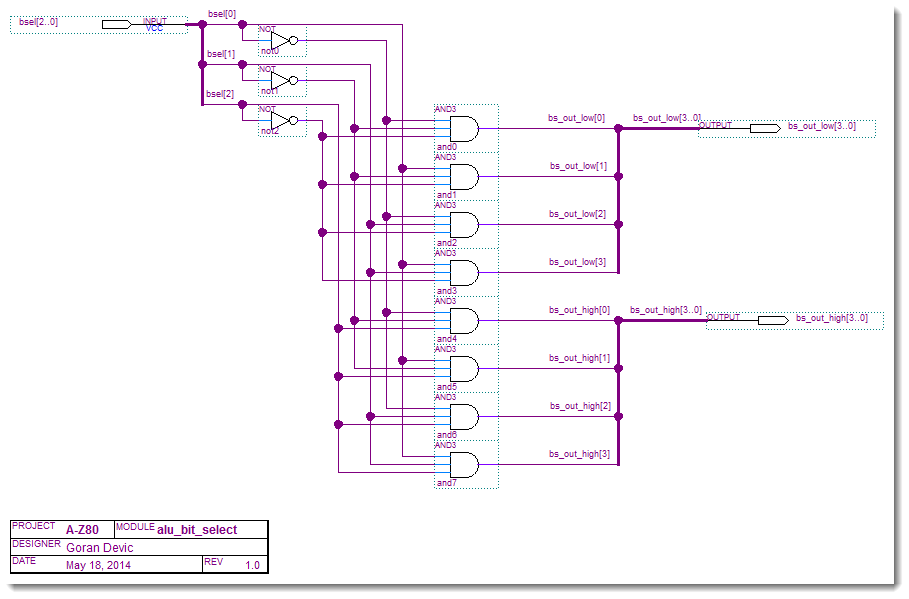 bsel[2..0]
INPUT
VCC
bsel[0]
NOT
not0
bsel[1]
NOT
not1
bsel[2]
NOT
not2
AND3
and0
bs_out_low[0]
bs_out_low[3..0]
OUTPUT
bs_out_low[3..0]
AND3
and1
bs_out_low[1]
AND3
and2
bs_out_low[2]
AND3
and3
bs_out_low[3]
AND3
and4
bs_out_high[0]
bs_out_high[3..0]
OUTPUT
bs_out_high[3..0]
AND3
and5
bs_out_high[1]
AND3
and6
bs_out_high[2]
AND3
and7
bs_out_high[3]
PROJECT A-Z80 MODULE alu_bit_select
DESIGNER Goran Devic
DATE May 18, 2014 REV 1.0